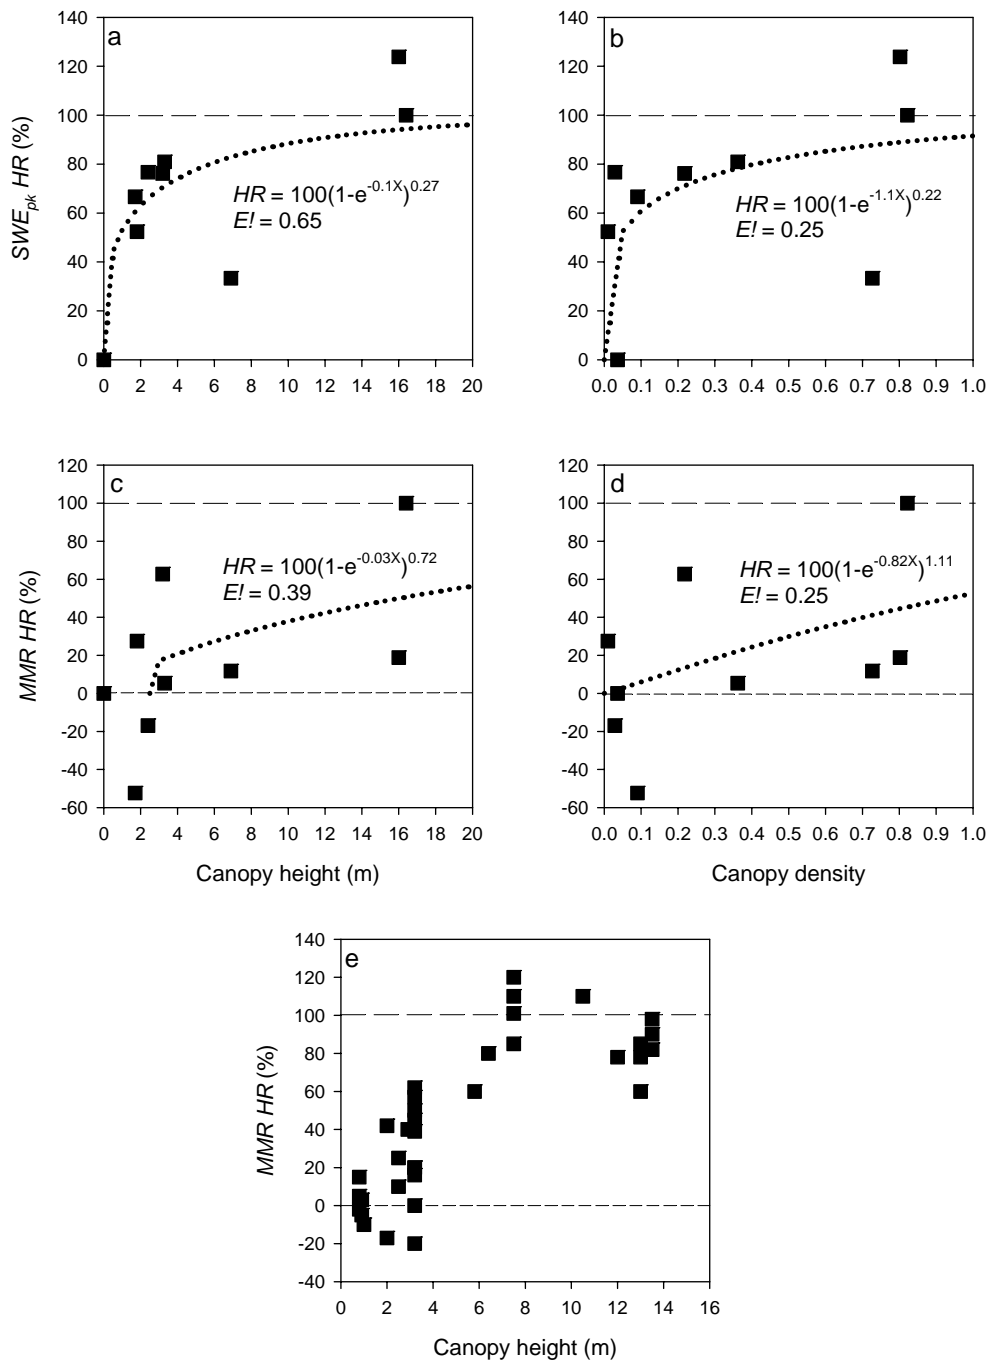 a
140
120
100
80
60
40
20
0
SWEpk HR (%)
HR = 100(1-e^-0.1X)^0.27
E! = 0.65
0 2 4 6 8 10 12 14 16 18 20
b
140
120
100
80
60
40
20
0
HR = 100(1-e^-1.1X)^0.22
E! = 0.25
0.0 0.1 0.2 0.3 0.4 0.5 0.6 0.7 0.8 0.9 1.0
c
120
100
80
60
40
20
0
-20
-40
-60
MMR HR (%)
HR = 100(1-e^-0.03X)^0.72
E! = 0.39
0 2 4 6 8 10 12 14 16 18 20
Canopy height (m)
d
120
100
80
60
40
20
0
-20
-40
-60
HR = 100(1-e^-0.82X)^1.11
E! = 0.25
0.0 0.1 0.2 0.3 0.4 0.5 0.6 0.7 0.8 0.9 1.0
Canopy density
e
140
120
100
80
60
40
20
0
-20
-40
MMR HR (%)
0 2 4 6 8 10 12 14 16
Canopy height (m)